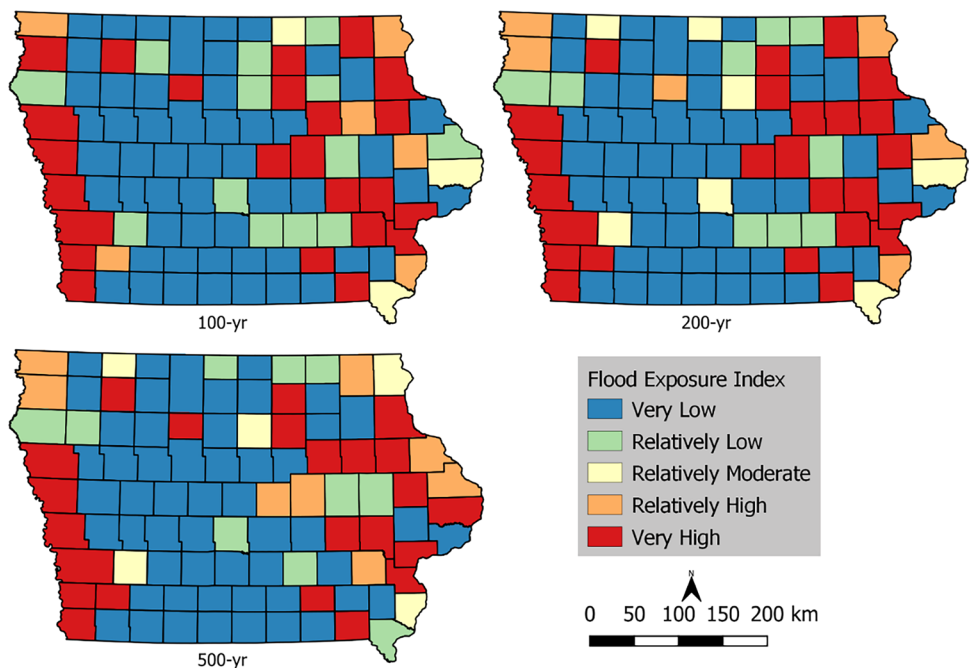 100-yr
200-yr
500-yr
Flood Exposure Index
Very Low
Relatively Low
Relatively Moderate
Relatively High
Very High
N
0 50 100 150 200 km